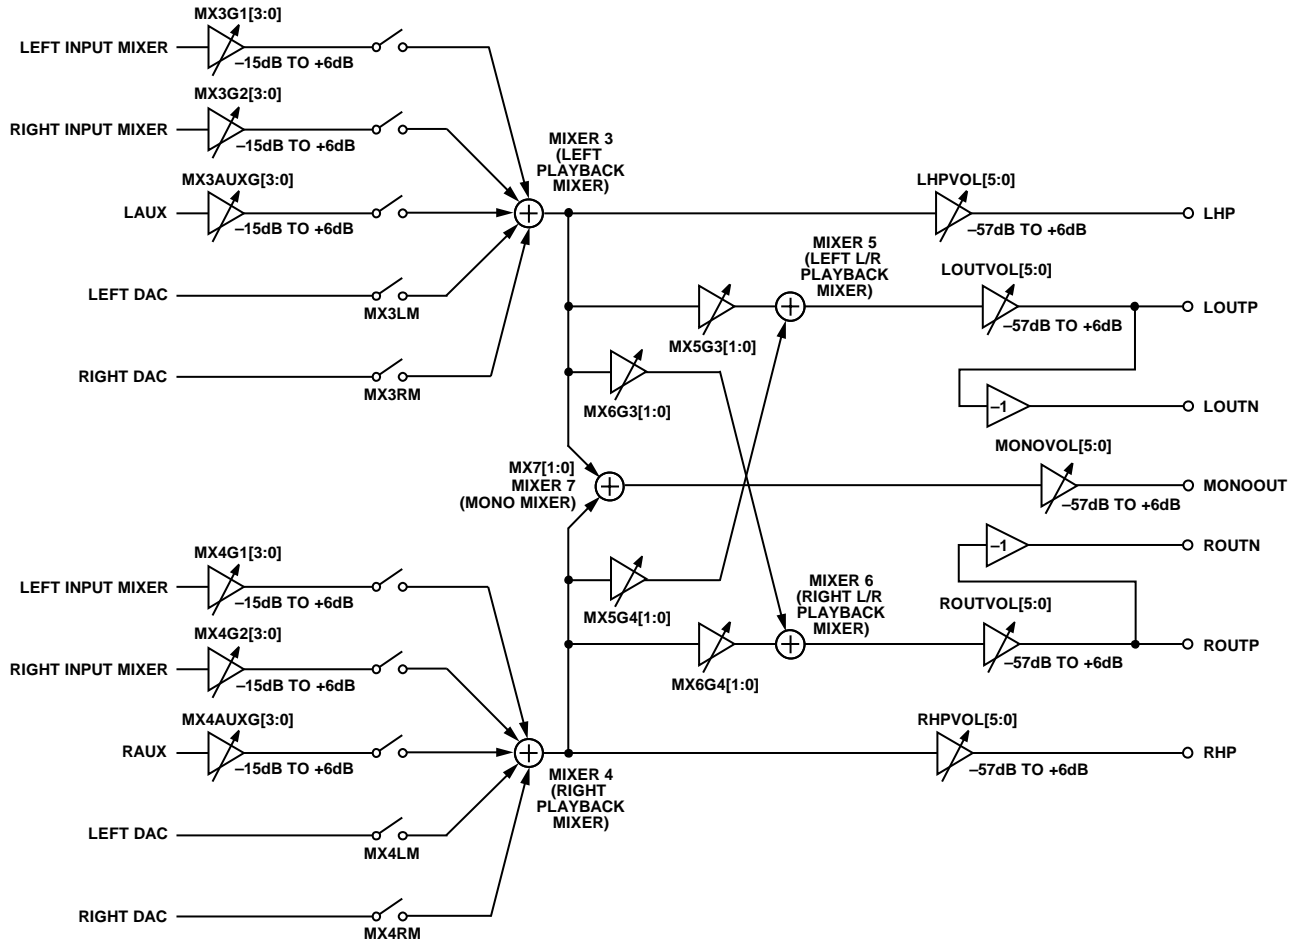 MX3G1[3:0]
LEFT INPUT MIXER
–15dB TO +6dB
MX3G2[3:0]
RIGHT INPUT MIXER
–15dB TO +6dB
MIXER 3
(LEFT
PLAYBACK
MIXER)
MX3AUXG[3:0]
LAUX
–15dB TO +6dB
LHPVOL[5:0]
–57dB TO +6dB
LHP
MIXER 5
(LEFT L/R
PLAYBACK
MIXER)
LOUTVOL[5:0]
–57dB TO +6dB
LOUTP
LEFT DAC
MX3LM
MX5G3[1:0]
RIGHT DAC
MX3RM
MX6G3[1:0]
–1
LOUTN
MX7[1:0]
MIXER 7
(MONO MIXER)
MONOVOL[5:0]
–57dB TO +6dB
MONOOUT
–1
ROUTN
MX4G1[3:0]
LEFT INPUT MIXER
–15dB TO +6dB
MX5G4[1:0]
MIXER 6
(RIGHT L/R
PLAYBACK
MIXER)
ROUTVOL[5:0]
–57dB TO +6dB
ROUTP
MX4G2[3:0]
RIGHT INPUT MIXER
–15dB TO +6dB
MX6G4[1:0]
MX4AUXG[3:0]
RAUX
–15dB TO +6dB
RHPVOL[5:0]
–57dB TO +6dB
RHP
MIXER 4
(RIGHT
PLAYBACK
MIXER)
LEFT DAC
MX4LM
RIGHT DAC
MX4RM